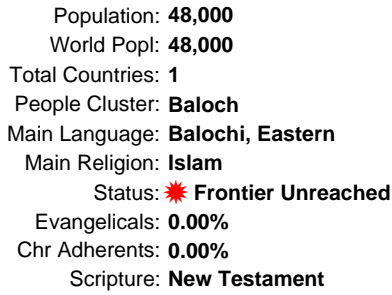 Population: 48,000
World Popl: 48,000
Total Countries: 1
People Cluster: Baloch
Main Language: Balochi, Eastern
Main Religion: Islam
Status: Frontier Unreached
Evangelicals: 0.00%
Chr Adherents: 0.00%
Scripture: New Testament